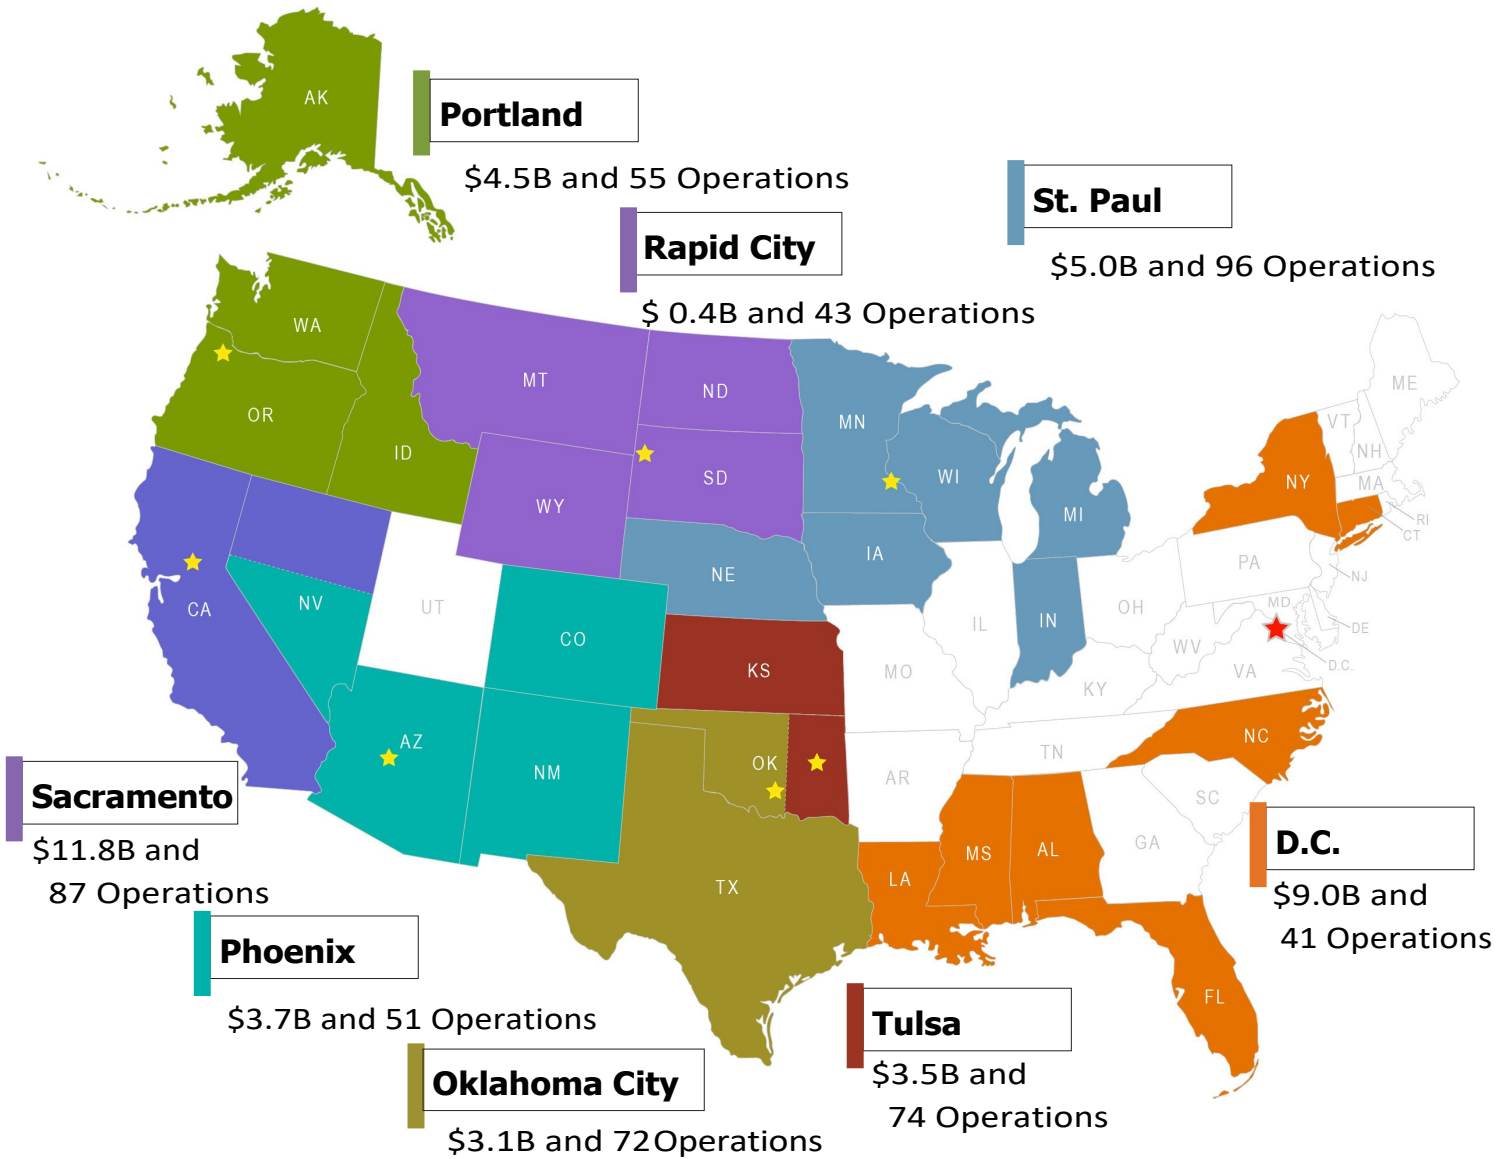 AK
Portland
$4.5B and 55 Operations
St. Paul
$5.0B and 96 Operations
Rapid City
$ 0.4B and 43 Operations
WA
MT
ND
MN
ME
VT
OR
ID
WY
SD
WI
MI
NH
NY
MA
RI
CT
IA
NE
PA
NJ
NV
CA
UT
CO
IL
IN
OH
MD
DE
WV
D.C.
VA
KS
MO
KY
AZ
NM
OK
AR
TN
NC
SC
Sacramento
$11.8B and
87 Operations
TX
LA
MS
AL
GA
D.C.
$9.0B and
41 Operations
Phoenix
$3.7B and 51 Operations
FL
Tulsa
$3.5B and
74 Operations
Oklahoma City
$3.1B and 72Operations